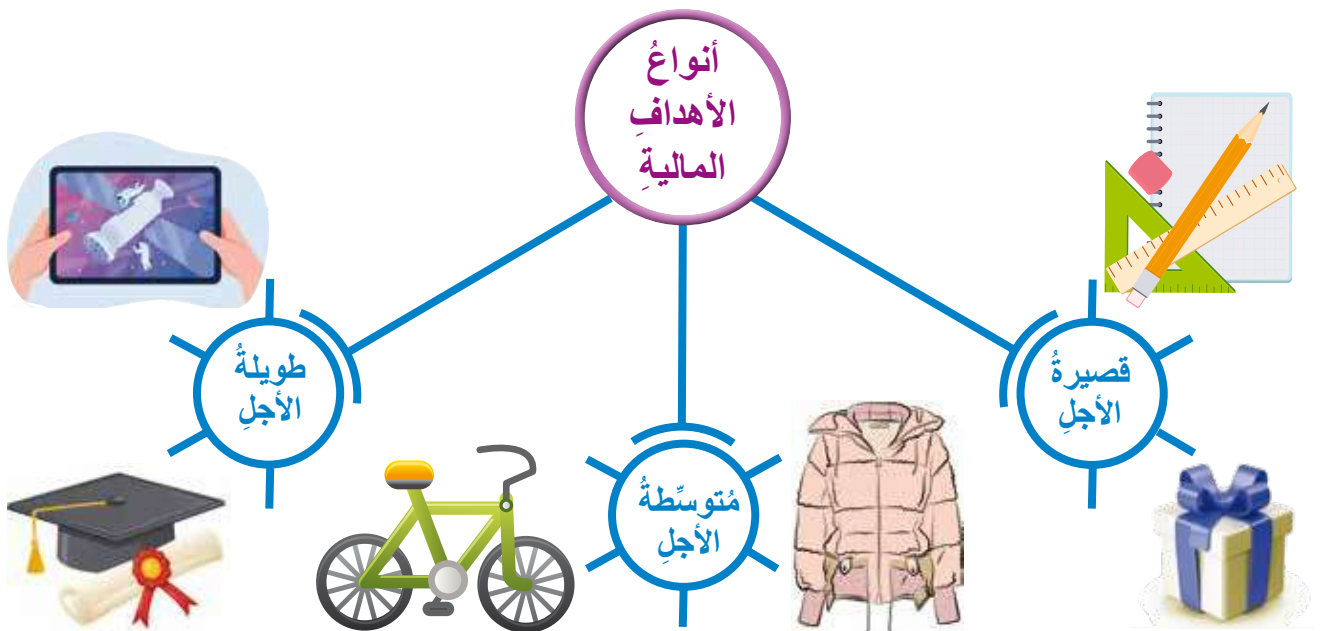 أنواعُ
الأهدافِ
الماليةِ
قصيرةُ
الأجلِ
مُتوسِّطةُ
الأجلِ
طويلةُ
الأجلِ